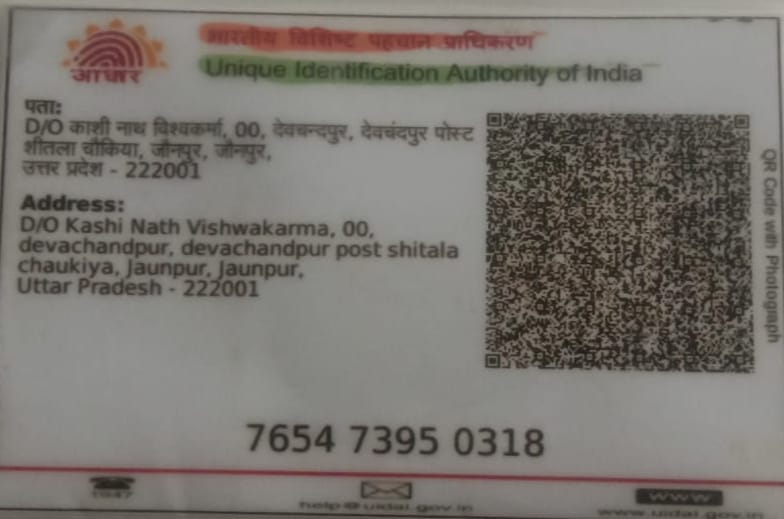 भारतीय विशिष्ट पहचान प्राधिकरण
Unique Identification Authority of India
आधार
पता:
D/O काशी नाथ विश्वकर्मा, 00, देवचन्दपुर, देवचंदपुर पोस्ट
शीतला चौकिया, जौनपुर, जौनपुर,
उत्तर प्रदेश - 222001
Address:
D/O Kashi Nath Vishwakarma, 00,
devachandpur, devachandpur post shitala
chaukiya, Jaunpur, Jaunpur,
Uttar Pradesh - 222001
QR Code with Photograph
7654 7395 0318
1947
help@uidai.gov.in
www
www.uidai.gov.in